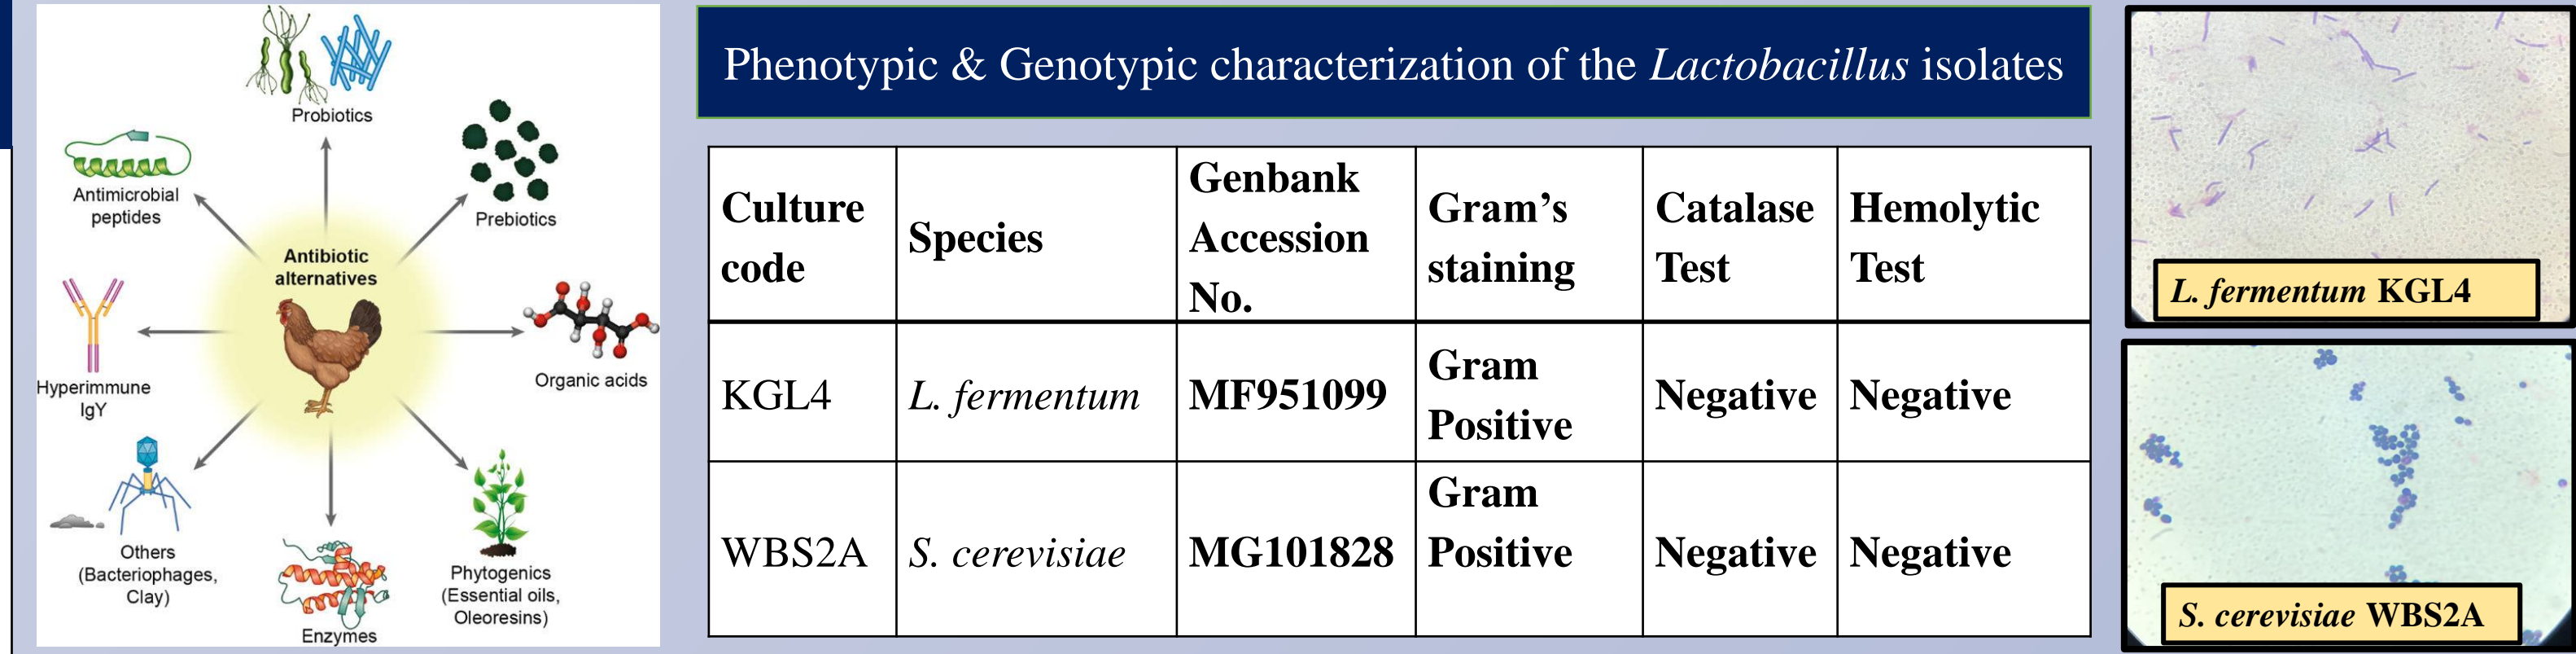 Probiotics
Antimicrobial
peptides
Prebiotics
Antibiotic
alternatives
Hyperimmune
IgY
Organic acids
Others
(Bacteriophages,
Clay)
Enzymes
Phytogenics
(Essential oils,
Oleoresins)
Phenotypic & Genotypic characterization of the Lactobacillus isolates
Culture
code
Species
Genbank
Accession
No.
Gram’s
staining
Catalase
Test
Hemolytic
Test
KGL4
L. fermentum
MF951099
Gram
Positive
Negative
Negative
WBS2A
S. cerevisiae
MG101828
Gram
Positive
Negative
Negative
L. fermentum KGL4
S. cerevisiae WBS2A